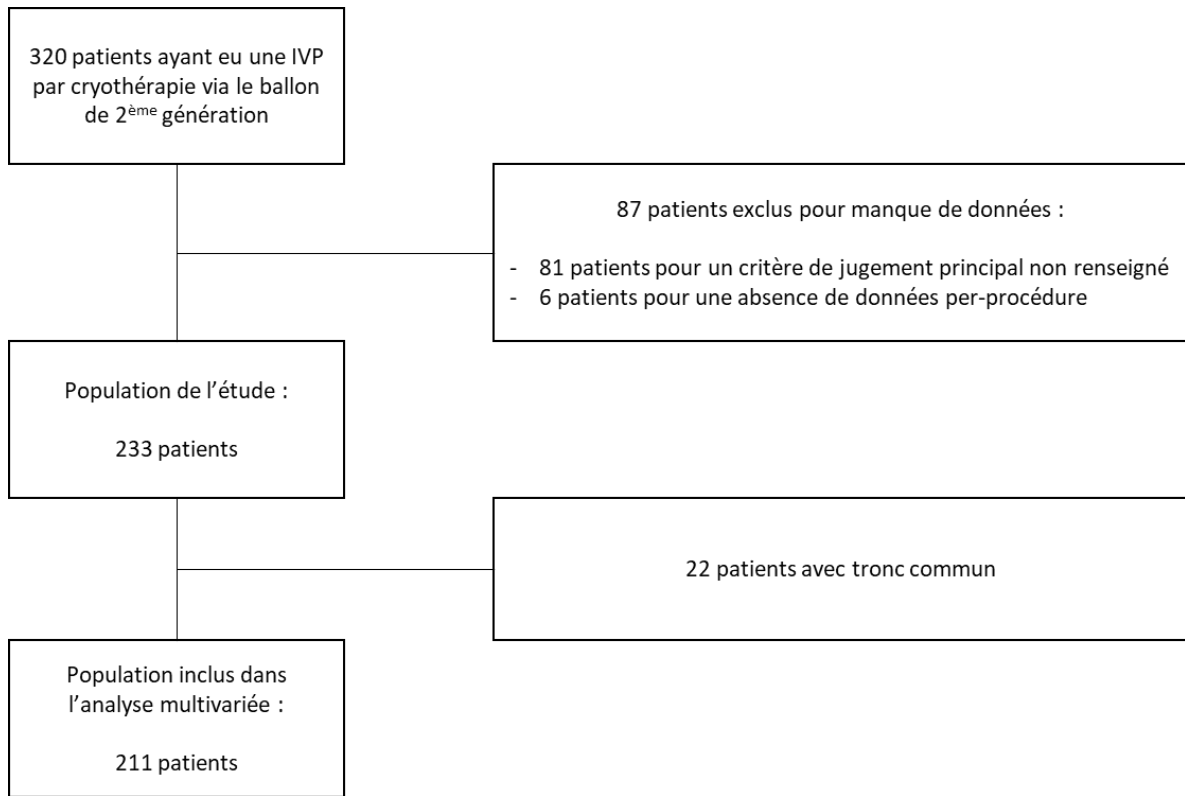 320 patients ayant eu une IVP
par cryothérapie via le ballon
de 2ème génération
87 patients exclus pour manque de données :
- 81 patients pour un critère de jugement principal non renseigné
- 6 patients pour une absence de données per-procédure
Population de l’étude :
233 patients
22 patients avec tronc commun
Population inclus dans
l’analyse multivariée :
211 patients